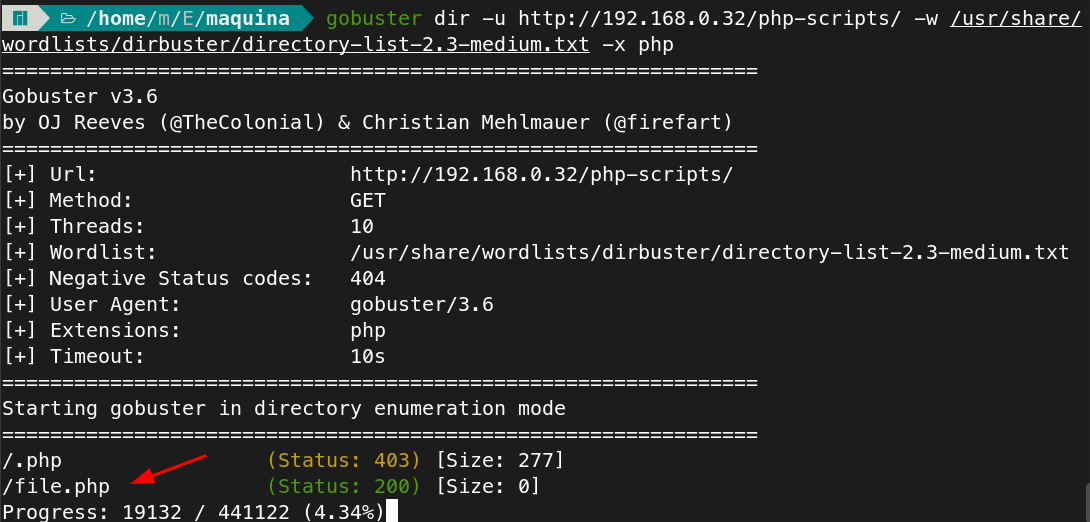 /home/m/E/maquina gobuster dir -u http://192.168.0.32/php-scripts/ -w /usr/share/
wordlists/dirbuster/directory-list-2.3-medium.txt -x php
===============================================================
Gobuster v3.6
by OJ Reeves (@TheColonial) & Christian Mehlmauer (@firefart)
===============================================================
[+] Url:                     http://192.168.0.32/php-scripts/
[+] Method:                  GET
[+] Threads:                 10
[+] Wordlist:                /usr/share/wordlists/dirbuster/directory-list-2.3-medium.txt
[+] Negative Status codes:   404
[+] User Agent:              gobuster/3.6
[+] Extensions:              php
[+] Timeout:                 10s
===============================================================
Starting gobuster in directory enumeration mode
===============================================================
/.php                 (Status: 403) [Size: 277]
/file.php             (Status: 200) [Size: 0]
Progress: 19132 / 441122 (4.34%)